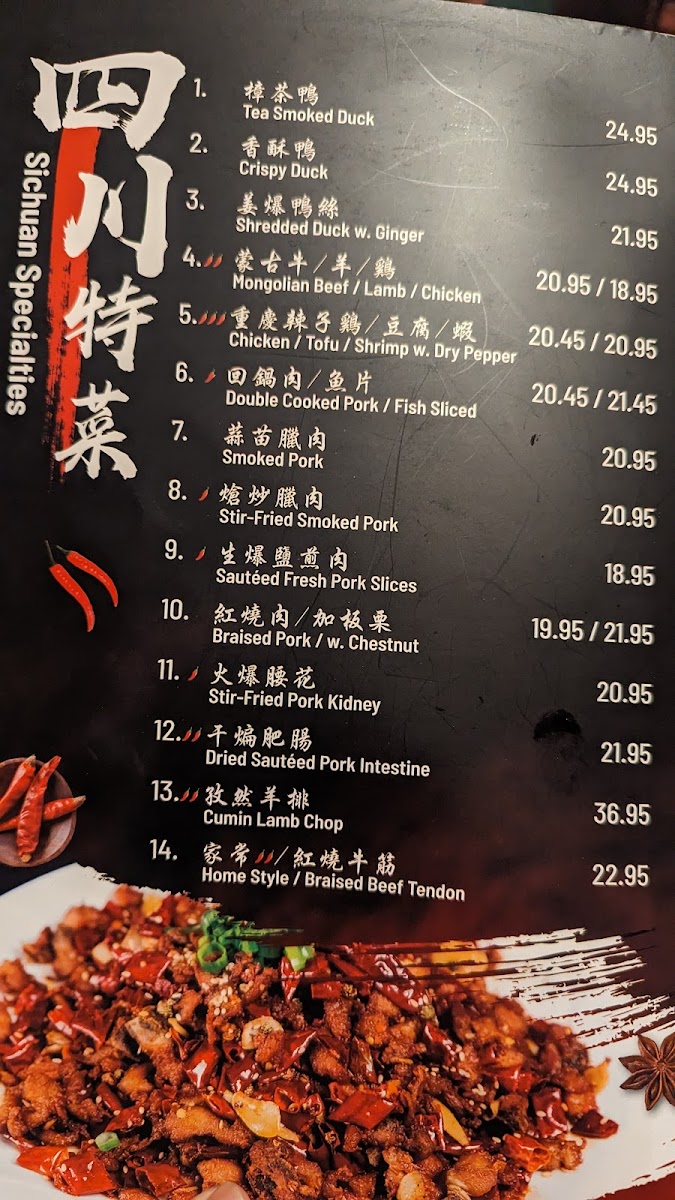 四川特菜
Sichuan Specialties
1. 樟茶鴨
Tea Smoked Duck
24.95
2. 香酥鴨
Crispy Duck
24.95
3. 姜爆鴨絲
Shredded Duck w. Ginger
21.95
4. 蒙古牛/羊/鷄
Mongolian Beef / Lamb / Chicken
20.95 / 18.95
5. 重慶辣子鷄/豆腐/蝦
Chicken / Tofu / Shrimp w. Dry Pepper
20.45 / 20.95
6. 回鍋肉/魚片
Double Cooked Pork / Fish Sliced
20.45 / 21.45
7. 蒜苗臘肉
Smoked Pork
20.95
8. 熗炒臘肉
Stir-Fried Smoked Pork
20.95
9. 生爆鹽煎肉
Sautéed Fresh Pork Slices
18.95
10. 紅燒肉/加板栗
Braised Pork / w. Chestnut
19.95 / 21.95
11. 火爆腰花
Stir-Fried Pork Kidney
20.95
12. 干煸肥腸
Dried Sautéed Pork Intestine
21.95
13. 孜然羊排
Cumin Lamb Chop
36.95
14. 家常/紅燒牛筋
Home Style / Braised Beef Tendon
22.95